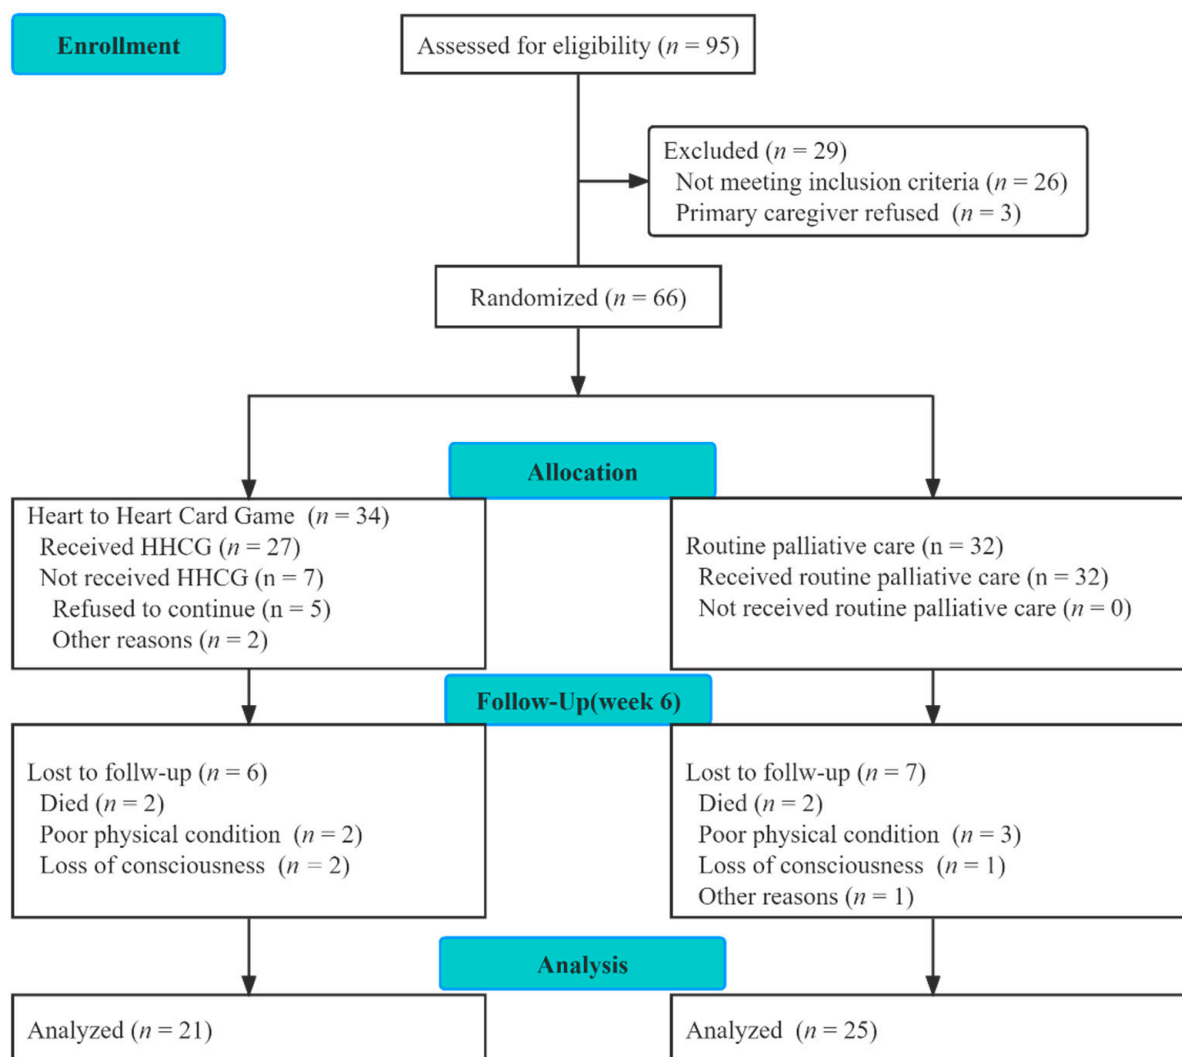 Enrollment
Assessed for eligibility (n = 95)
Excluded (n = 29)
Not meeting inclusion criteria (n = 26)
Primary caregiver refused (n = 3)
Randomized (n = 66)
Allocation
Heart to Heart Card Game (n = 34)
Received HHCG (n = 27)
Not received HHCG (n = 7)
Refused to continue (n = 5)
Other reasons (n = 2)
Routine palliative care (n = 32)
Received routine palliative care (n = 32)
Not received routine palliative care (n = 0)
Follow-Up(week 6)
Lost to follw-up (n = 6)
Died (n = 2)
Poor physical condition (n = 2)
Loss of consciousness (n = 2)
Lost to follw-up (n = 7)
Died (n = 2)
Poor physical condition (n = 3)
Loss of consciousness (n = 1)
Other reasons (n = 1)
Analysis
Analyzed (n = 21)
Analyzed (n = 25)